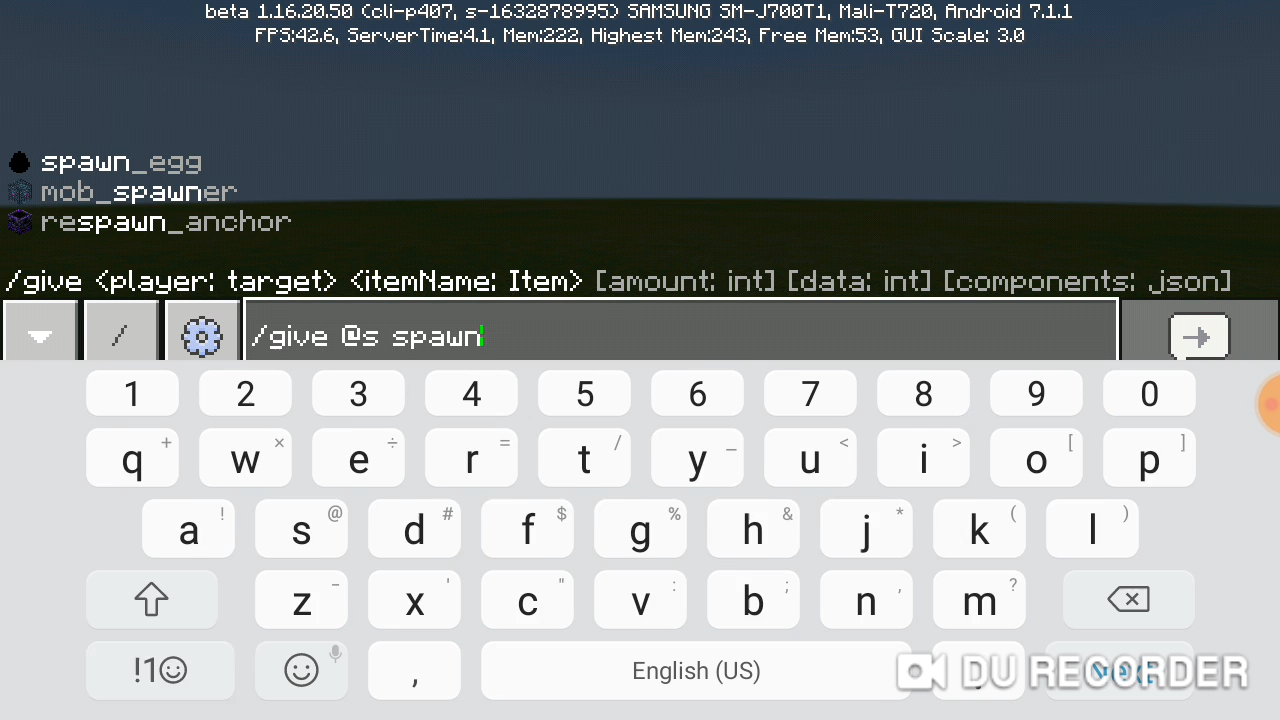 beta 1.16.20.50 (cli-p407, s-1632878995) SAMSUNG SM-J700T1, Mali-T720, Android 7.1.1
FPS:42.6, ServerTime:4.1, Mem:222, Highest Mem:243, Free Mem:53, GUI Scale: 3.0
spawn_egg
mob_spawner
respawn_anchor
/give <player: target> <itemName: Item> [amount: int] [data: int] [components: json]
/ /give @s spawn
1 2 3 4 5 6 7 8 9 0
q + w × e ÷ r = t / y _ u < i > o [ p ]
a ! s @ d # f $ g % h & j * k ( l )
z - x ' c " v : b ; n , m ?
!1☺ , English (US) Next
DU RECORDER